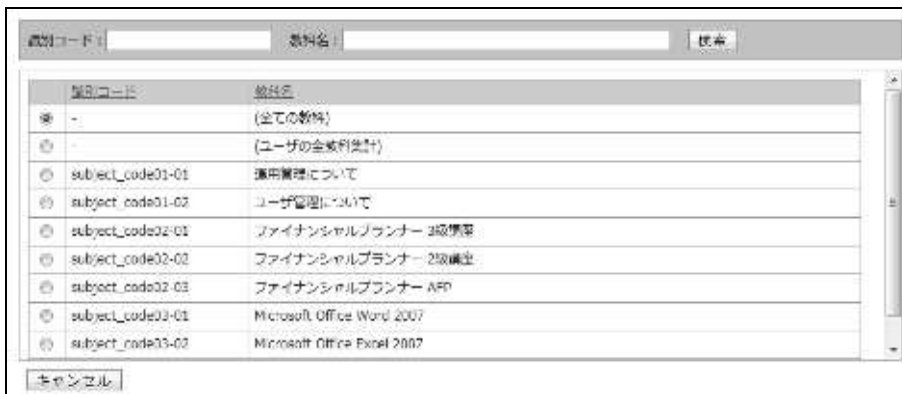 識別コード： 教科名： 検索
識別コード 教科名
- (全ての教科)
- (ユーザの全教科集計)
subject_code01-01 運用管理について
subject_code01-02 ユーザ管理について
subject_code02-01 ファイナンシャルプランナー 3級講座
subject_code02-02 ファイナンシャルプランナー 2級講座
subject_code02-03 ファイナンシャルプランナー AFP
subject_code03-01 Microsoft Office Word 2007
subject_code03-02 Microsoft Office Excel 2007
キャンセル